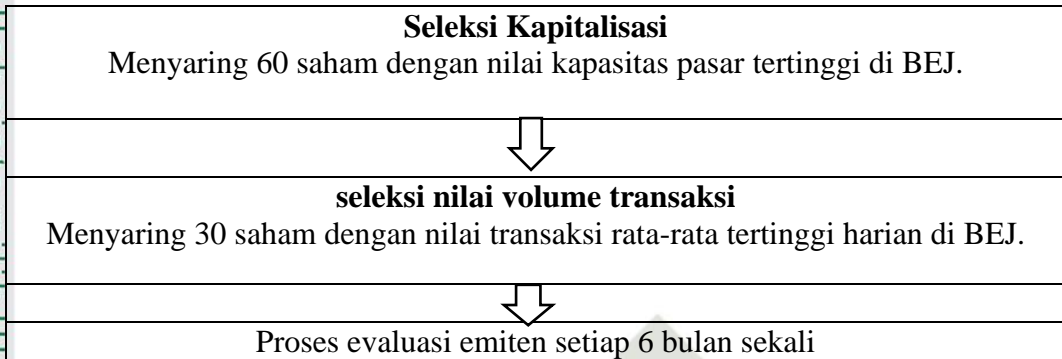 Seleksi Kapitalisasi
Menyaring 60 saham dengan nilai kapasitas pasar tertinggi di BEJ.
seleksi nilai volume transaksi
Menyaring 30 saham dengan nilai transaksi rata-rata tertinggi harian di BEJ.
Proses evaluasi emiten setiap 6 bulan sekali